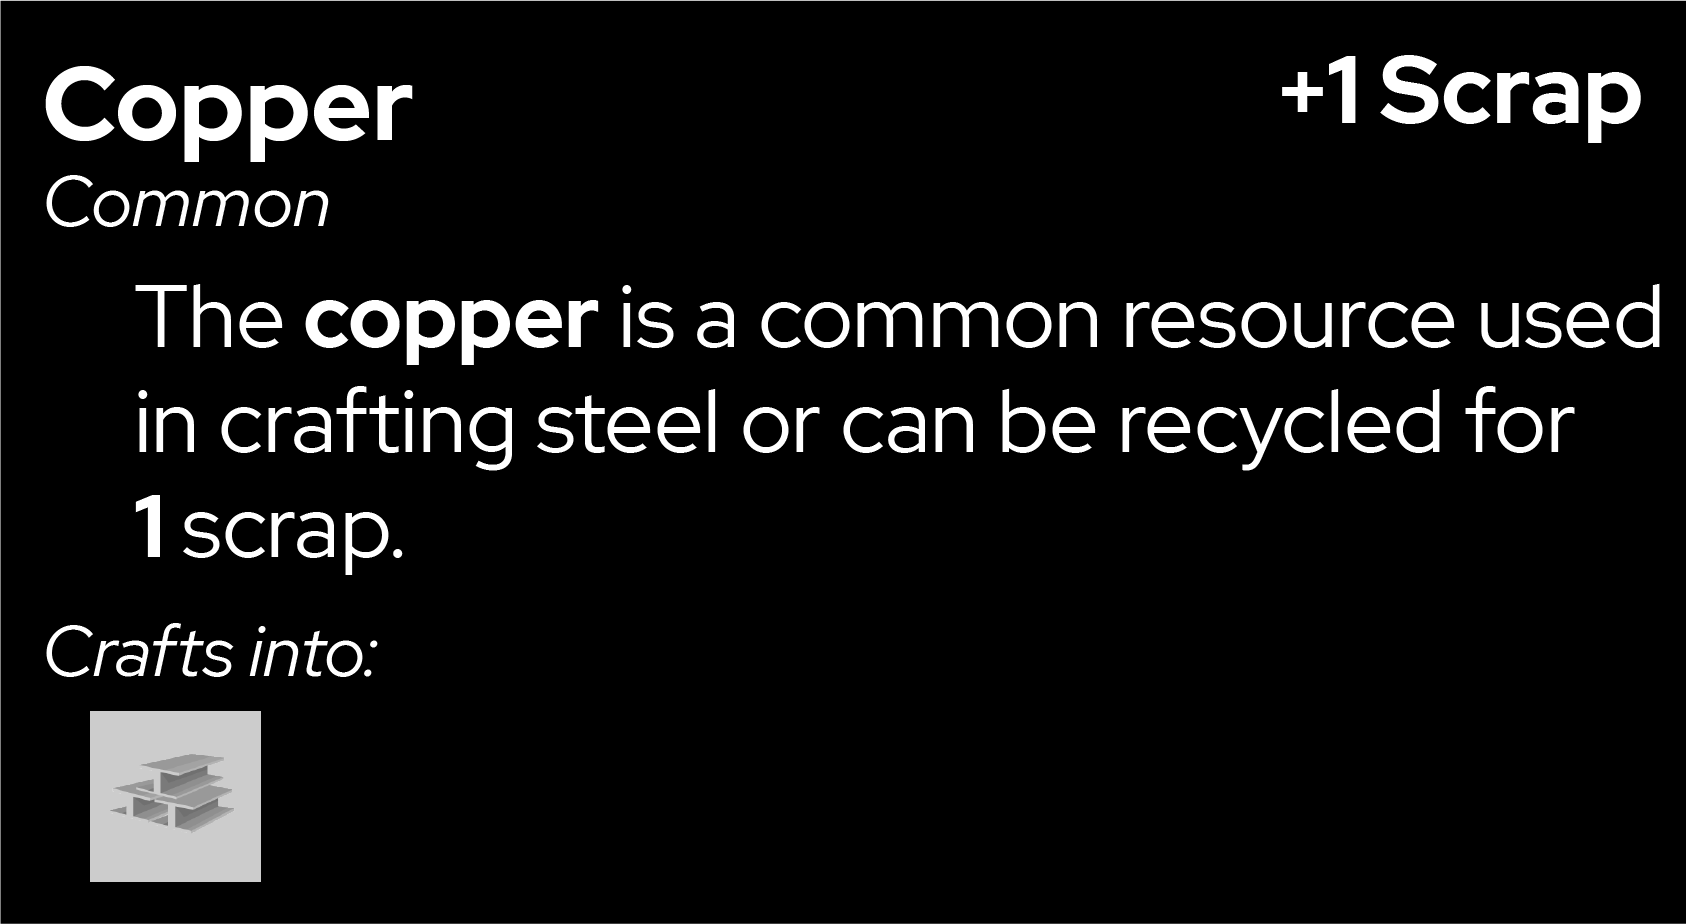 Copper
+1 Scrap
Common
The copper is a common resource used
in crafting steel or can be recycled for
1 scrap.
Crafts into: